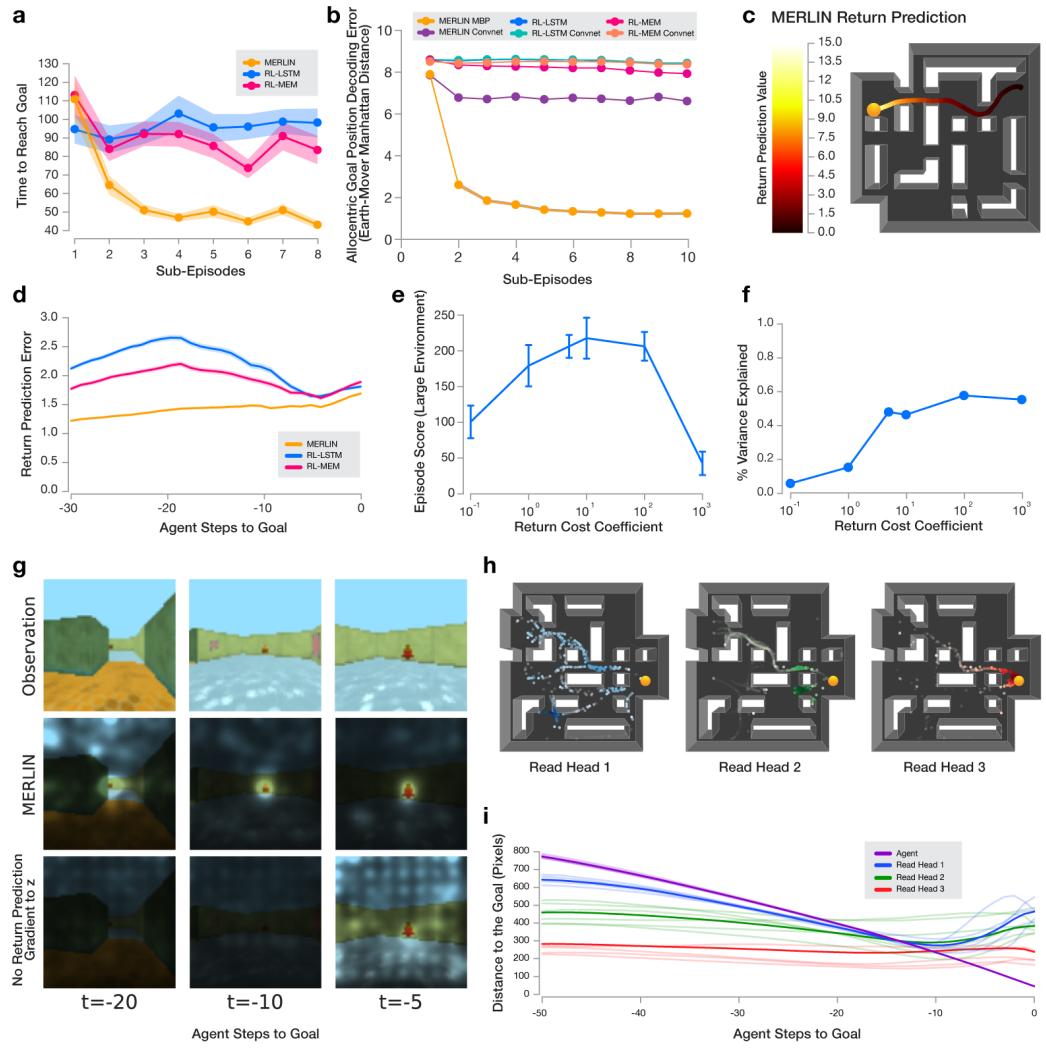 a
MERLIN
RL-LSTM
RL-MEM
130
120
110
100
90
80
70
60
50
40
Time to Reach Goal
1 2 3 4 5 6 7 8
Sub-Episodes
b
MERLIN MBP
RL-LSTM
RL-MEM
MERLIN Convnet
RL-LSTM Convnet
RL-MEM Convnet
Allocentric Goal Position Decoding Error
(Earth-Mover Manhattan Distance)
10
8
6
4
2
0
0 2 4 6 8 10
Sub-Episodes
c
MERLIN Return Prediction
Return Prediction Value
15.0
13.5
12.0
10.5
9.0
7.5
6.0
4.5
3.0
1.5
0.0
d
Return Prediction Error
3.0
2.5
2.0
1.5
1.0
0.5
0.0
MERLIN
RL-LSTM
RL-MEM
-30 -20 -10 0
Agent Steps to Goal
e
Episode Score (Large Environment)
250
200
150
100
50
0
10⁻¹ 10⁰ 10¹ 10² 10³
Return Cost Coefficient
f
% Variance Explained
1.0
0.8
0.6
0.4
0.2
0.0
10⁻¹ 10⁰ 10¹ 10² 10³
Return Cost Coefficient
g
Observation
MERLIN
No Return Prediction
Gradient to z
t=-20 t=-10 t=-5
Agent Steps to Goal
h
Read Head 1 Read Head 2 Read Head 3
i
Distance to the Goal (Pixels)
800
700
600
500
400
300
200
100
0
Agent
Read Head 1
Read Head 2
Read Head 3
-50 -40 -30 -20 -10 0
Agent Steps to Goal